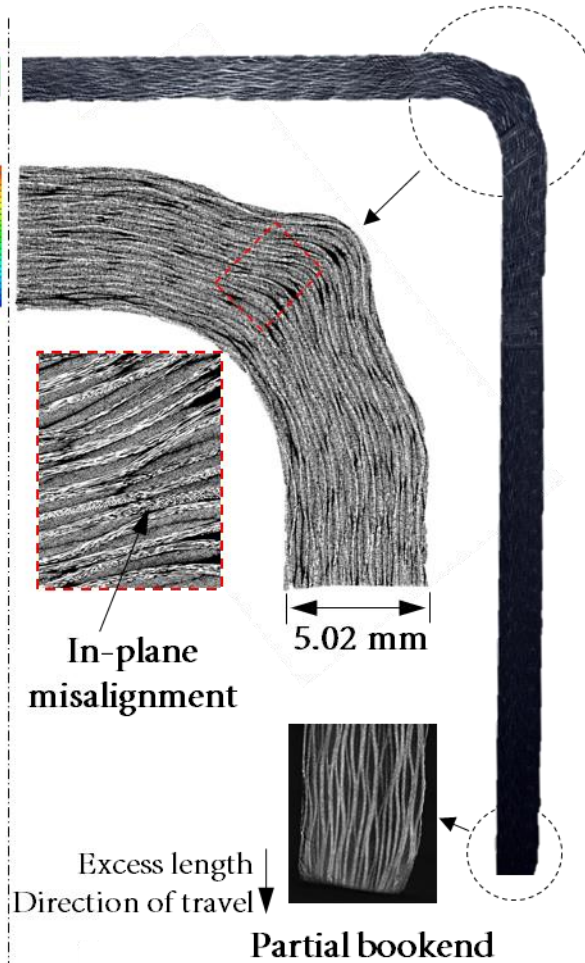 5.02 mm
In-plane
misalignment
Excess length
Direction of travel
Partial bookend